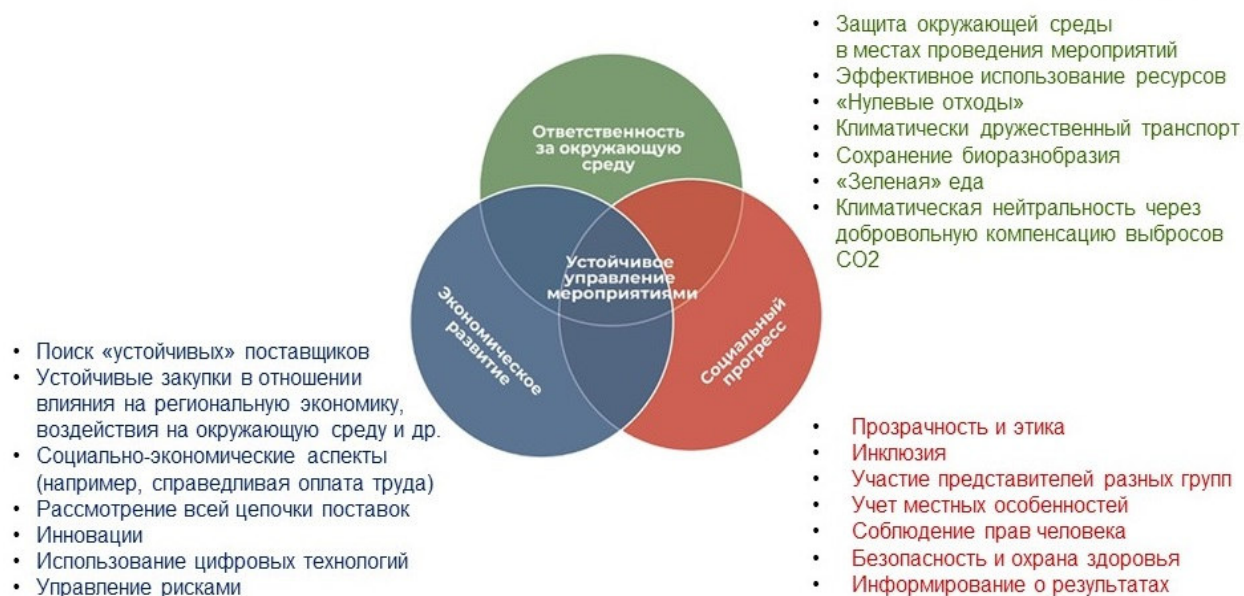 • Защита окружающей среды
в местах проведения мероприятий
• Эффективное использование ресурсов
• «Нулевые отходы»
• Климатически дружественный транспорт
• Сохранение биоразнобразия
• «Зеленая» еда
• Климатическая нейтральность через
добровольную компенсацию выбросов
СО2
Ответственность
за окружающую
среду
Устойчивое
управление
мероприятиями
Экономическое
развитие
Социальный
прогресс
• Поиск «устойчивых» поставщиков
• Устойчивые закупки в отношении
влияния на региональную экономику,
воздействия на окружающую среду и др.
• Социально-экономические аспекты
(например, справедливая оплата труда)
• Рассмотрение всей цепочки поставок
• Инновации
• Использование цифровых технологий
• Управление рисками
• Прозрачность и этика
• Инклюзия
• Участие представителей разных групп
• Учет местных особенностей
• Соблюдение прав человека
• Безопасность и охрана здоровья
• Информирование о результатах